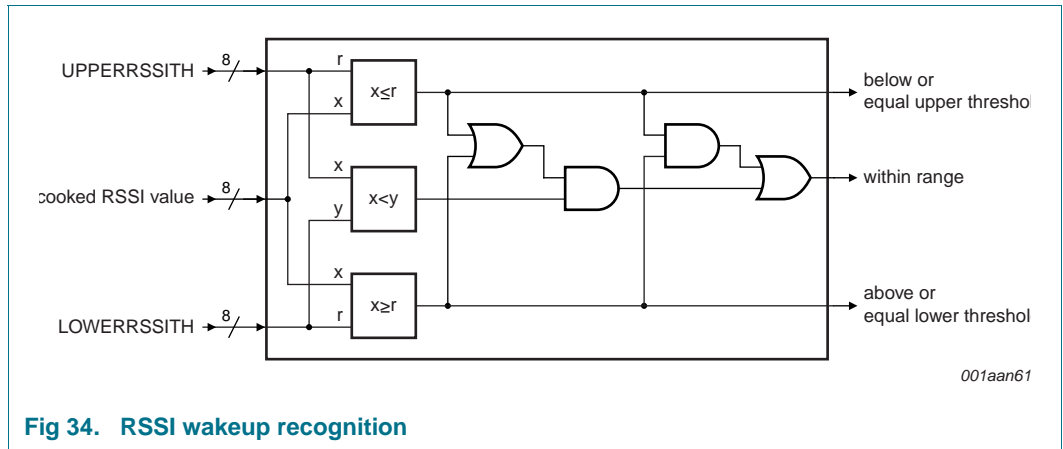 UPPERRSSITH
8
r
x
x≤r
below or
equal upper threshol
cooked RSSI value
8
x
y
x<y
within range
LOWERRSSITH
8
x
r
x≥r
above or
equal lower threshol
001aan61
Fig 34. RSSI wakeup recognition